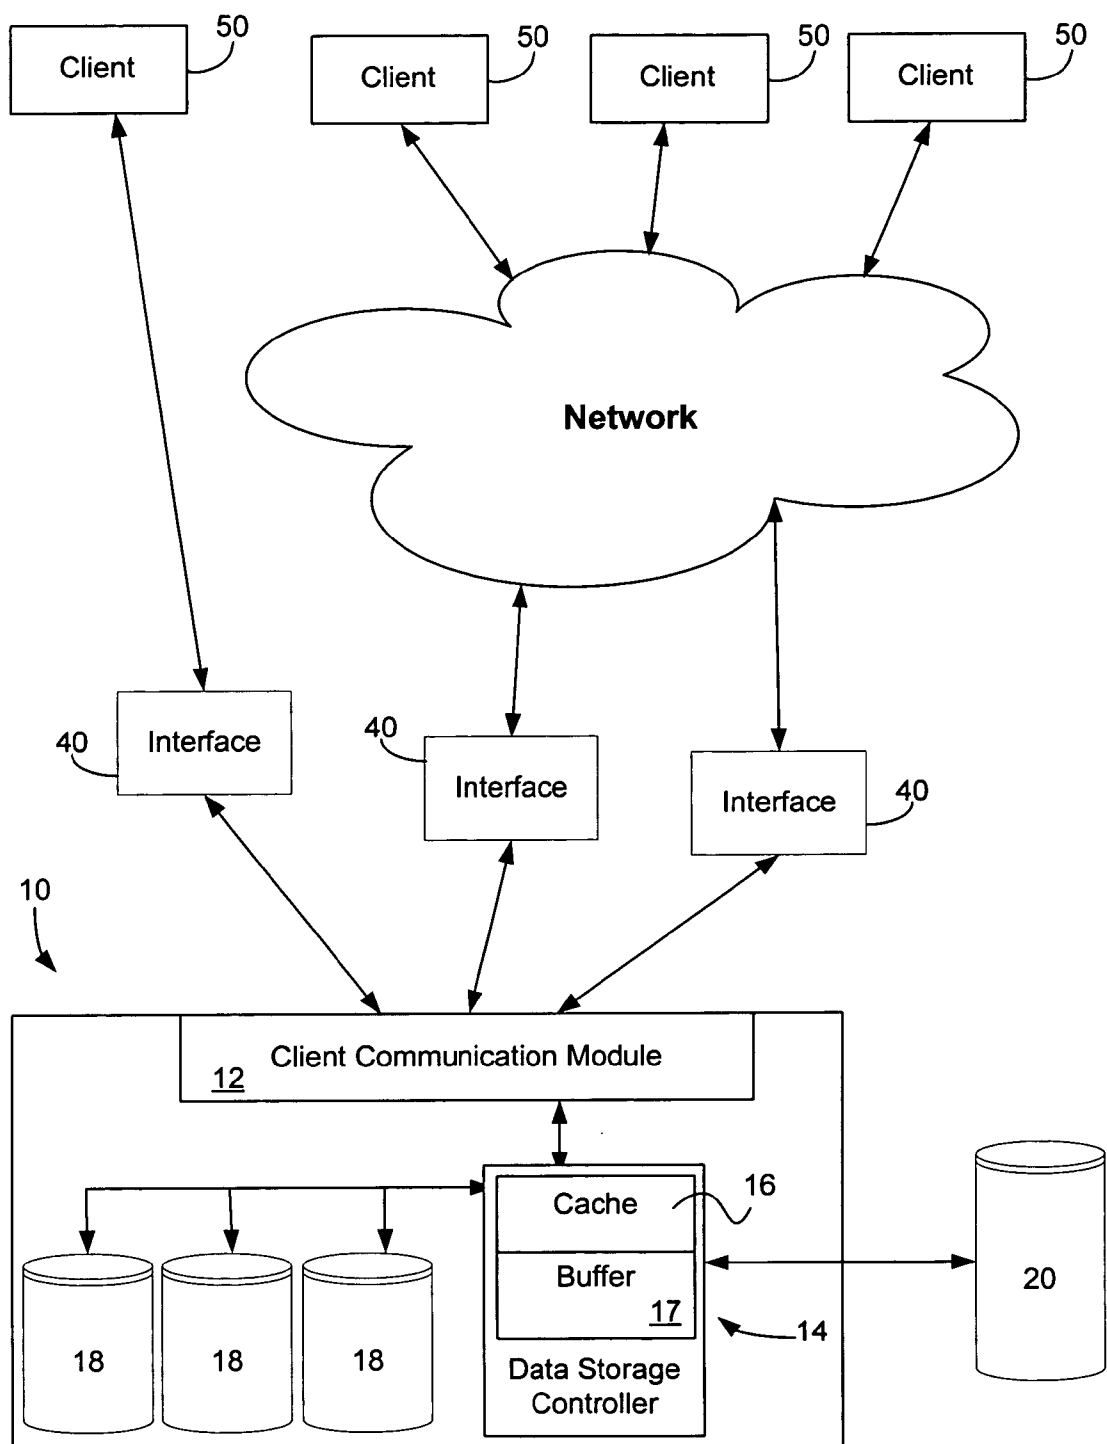 50
50
50
50
Client
Client
Client
Client
Network
40
Interface
40
Interface
Interface
40
10
Client Communication Module
12
Cache
16
Buffer
17
14
Data Storage
Controller
18
18
18
20